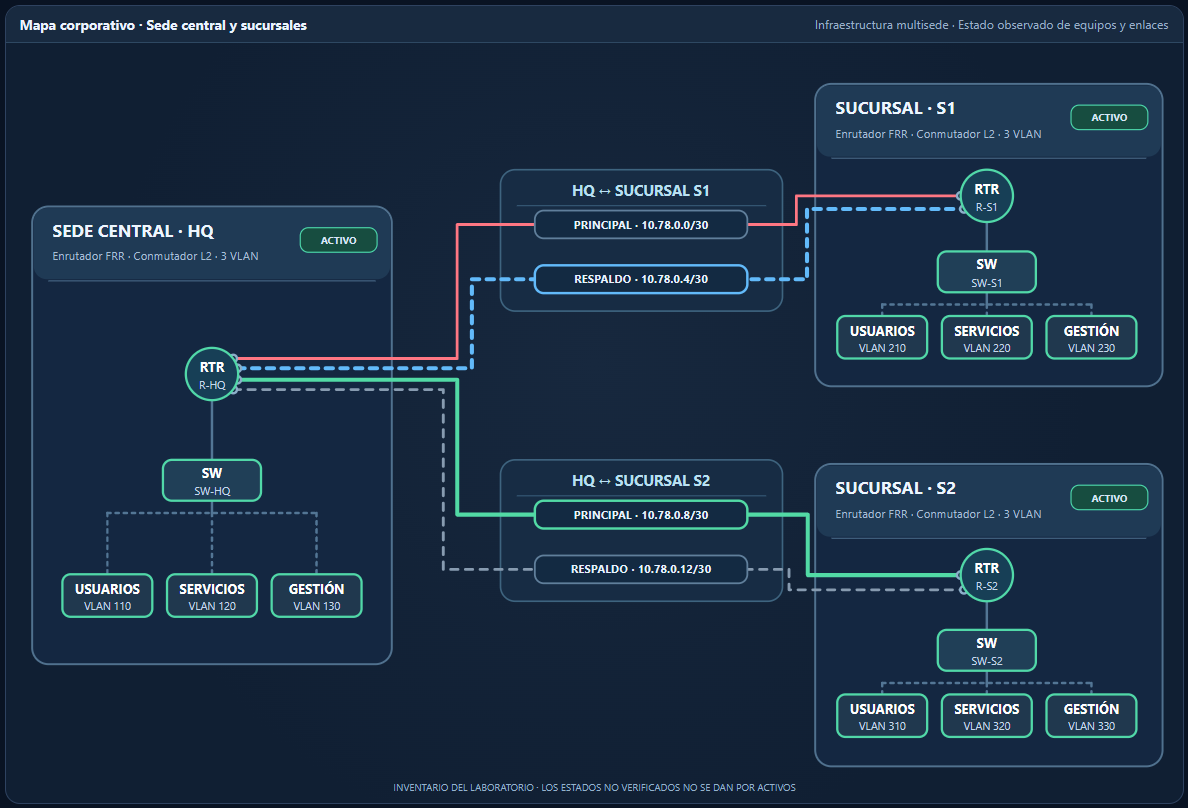 Mapa corporativo · Sede central y sucursales
Infraestructura multisede · Estado observado de equipos y enlaces
SEDE CENTRAL · HQ
Enrutador FRR · Conmutador L2 · 3 VLAN
ACTIVO
RTR
R-HQ
SW
SW-HQ
USUARIOS
VLAN 110
SERVICIOS
VLAN 120
GESTIÓN
VLAN 130
HQ ↔ SUCURSAL S1
PRINCIPAL · 10.78.0.0/30
RESPALDO · 10.78.0.4/30
HQ ↔ SUCURSAL S2
PRINCIPAL · 10.78.0.8/30
RESPALDO · 10.78.0.12/30
SUCURSAL · S1
Enrutador FRR · Conmutador L2 · 3 VLAN
ACTIVO
RTR
R-S1
SW
SW-S1
USUARIOS
VLAN 210
SERVICIOS
VLAN 220
GESTIÓN
VLAN 230
SUCURSAL · S2
Enrutador FRR · Conmutador L2 · 3 VLAN
ACTIVO
RTR
R-S2
SW
SW-S2
USUARIOS
VLAN 310
SERVICIOS
VLAN 320
GESTIÓN
VLAN 330
INVENTARIO DEL LABORATORIO · LOS ESTADOS NO VERIFICADOS NO SE DAN POR ACTIVOS